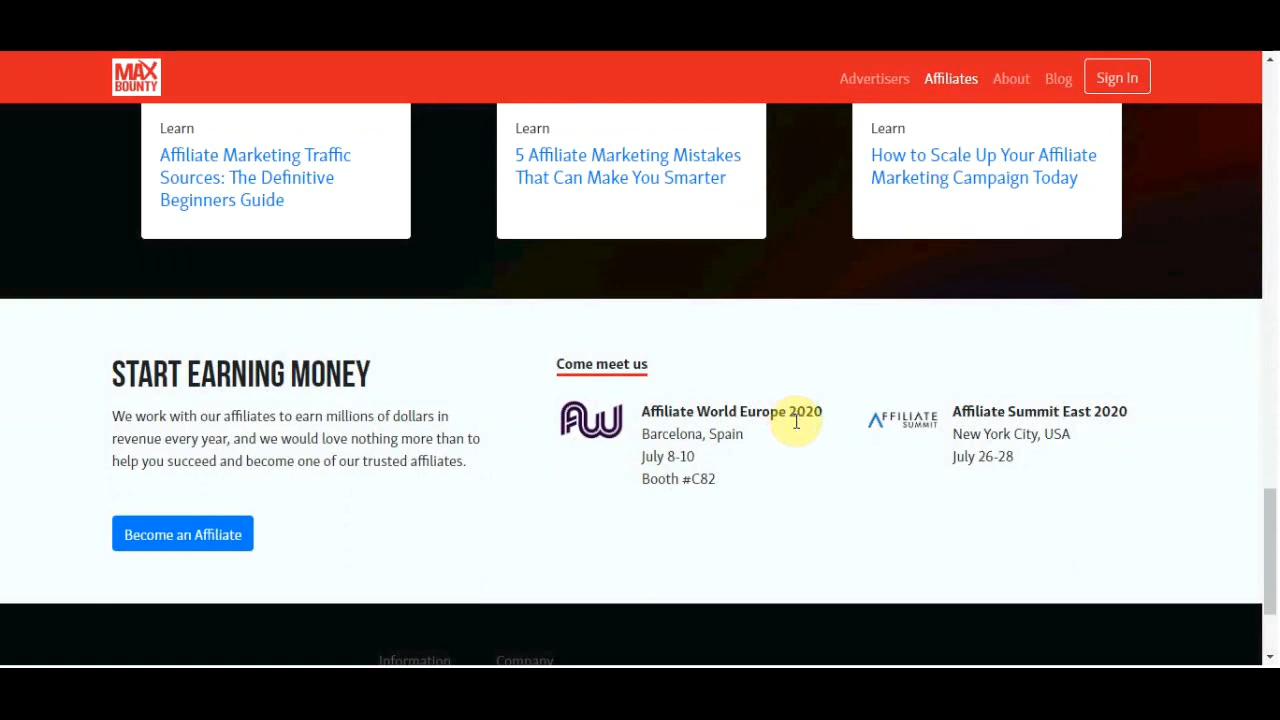 MAX
BOUNTY
Advertisers
Affiliates
About
Blog
Sign In
Learn
Affiliate Marketing Traffic
Sources: The Definitive
Beginners Guide
Learn
5 Affiliate Marketing Mistakes
That Can Make You Smarter
Learn
How to Scale Up Your Affiliate
Marketing Campaign Today
START EARNING MONEY
We work with our affiliates to earn millions of dollars in
revenue every year, and we would love nothing more than to
help you succeed and become one of our trusted affiliates.
Become an Affiliate
Come meet us
AW
Affiliate World Europe 2020
Barcelona, Spain
July 8-10
Booth #C82
AFFILIATE
SUMMIT
Affiliate Summit East 2020
New York City, USA
July 26-28
Information
Company